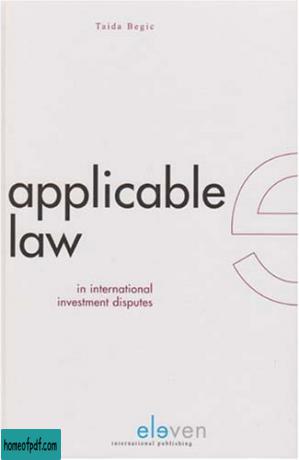 Taida Begic
applicable
law
in international
investment disputes
eleven
international publishing
homeofpdf.com